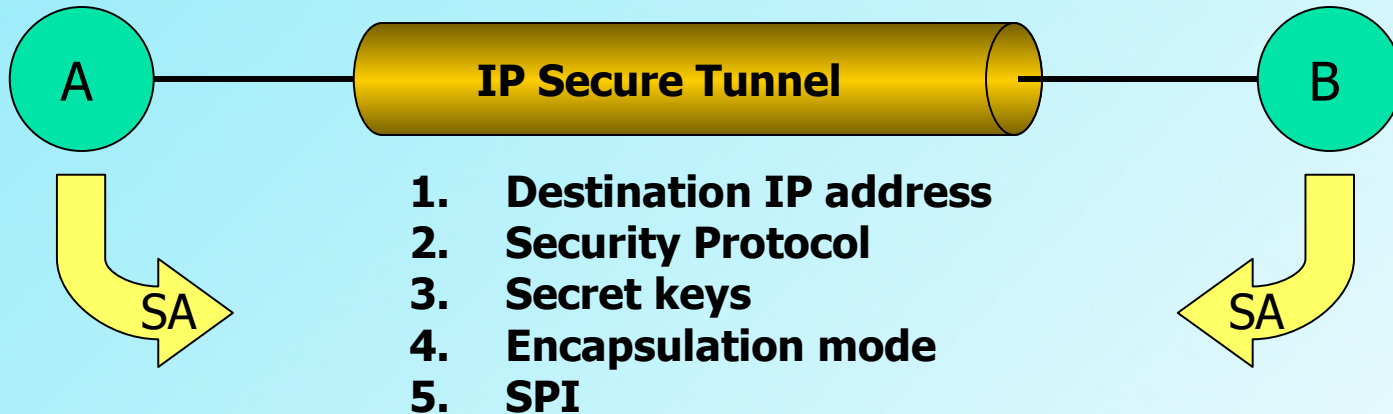 A
IP Secure Tunnel
B
1. Destination IP address
2. Security Protocol
3. Secret keys
4. Encapsulation mode
5. SPI
SA
SA